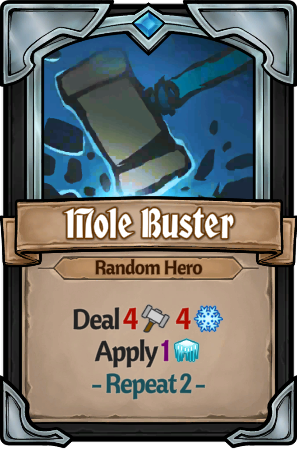 Mole Buster
Random Hero
Deal 4 4
Apply 1
- Repeat 2 -